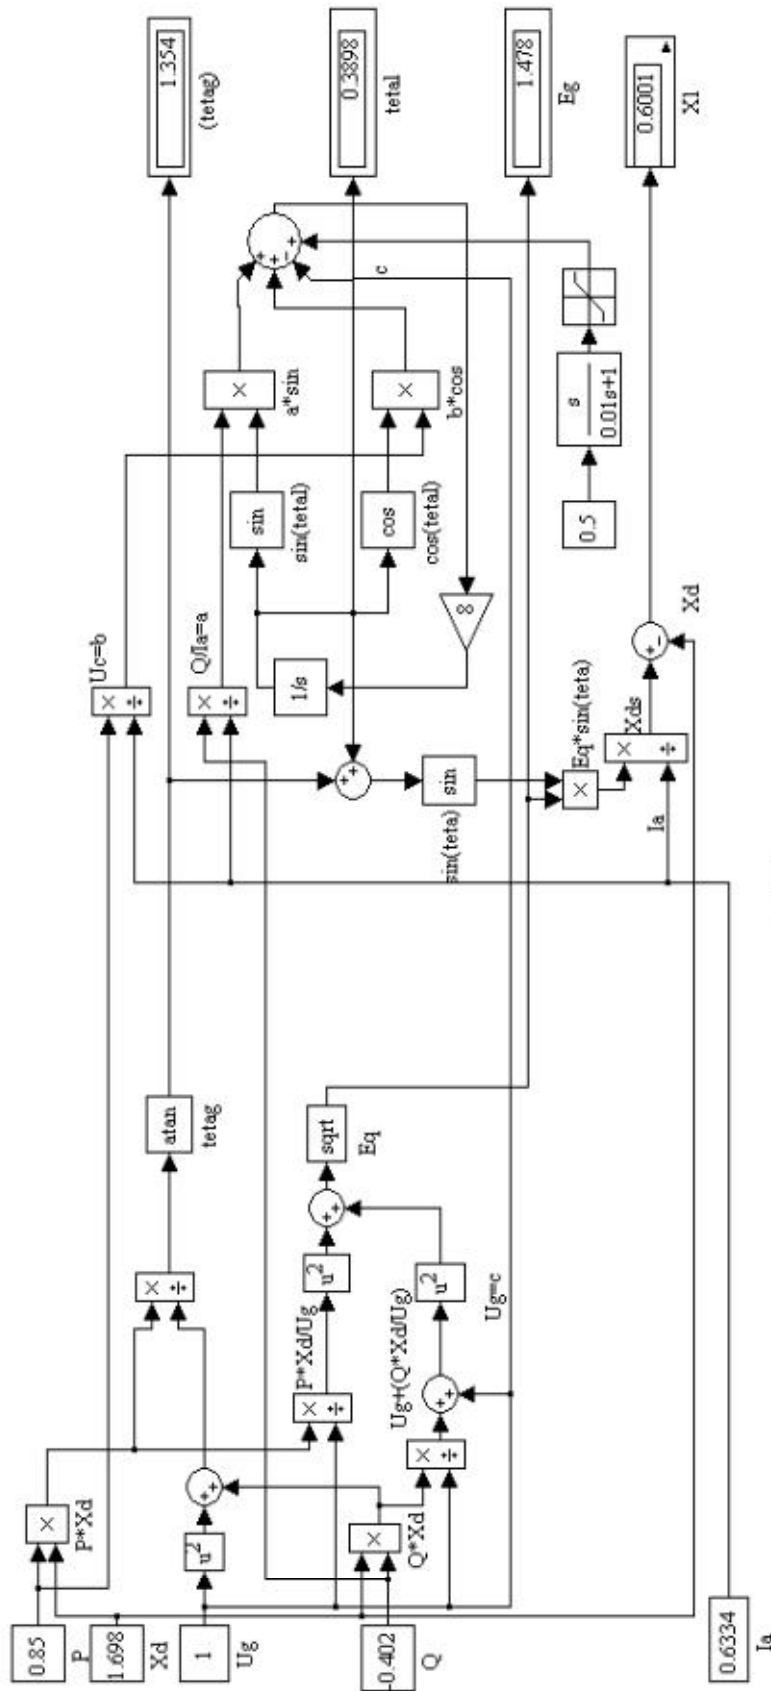 0.85
P
1.698
Xd
1
Ug
-0.402
Q
0.6334
Ia
×
P*Xd
u²
+
+
×
Q*Xd
×
÷
×
÷
P*Xd/Ug
×
÷
Ug+(Q*Xd/Ug)
+
+
u²
u²
Ug=c
+
+
sqrt
Eq
atan
tetag
×
÷
Uc=b
×
÷
Q/Ia=a
1/s
+
+
sin
sin(teta)
×
Eq*sin(teta)
Ia
×
÷
Xds
+
-
Xd
sin
sin(tetal)
cos
cos(tetal)
8
×
a*sin
×
b*cos
0.5
s
0.01s+1
+
+
-
+
c
1.354
(tetag)
0.3898
tetal
1.478
Eg
0.6001
Xl